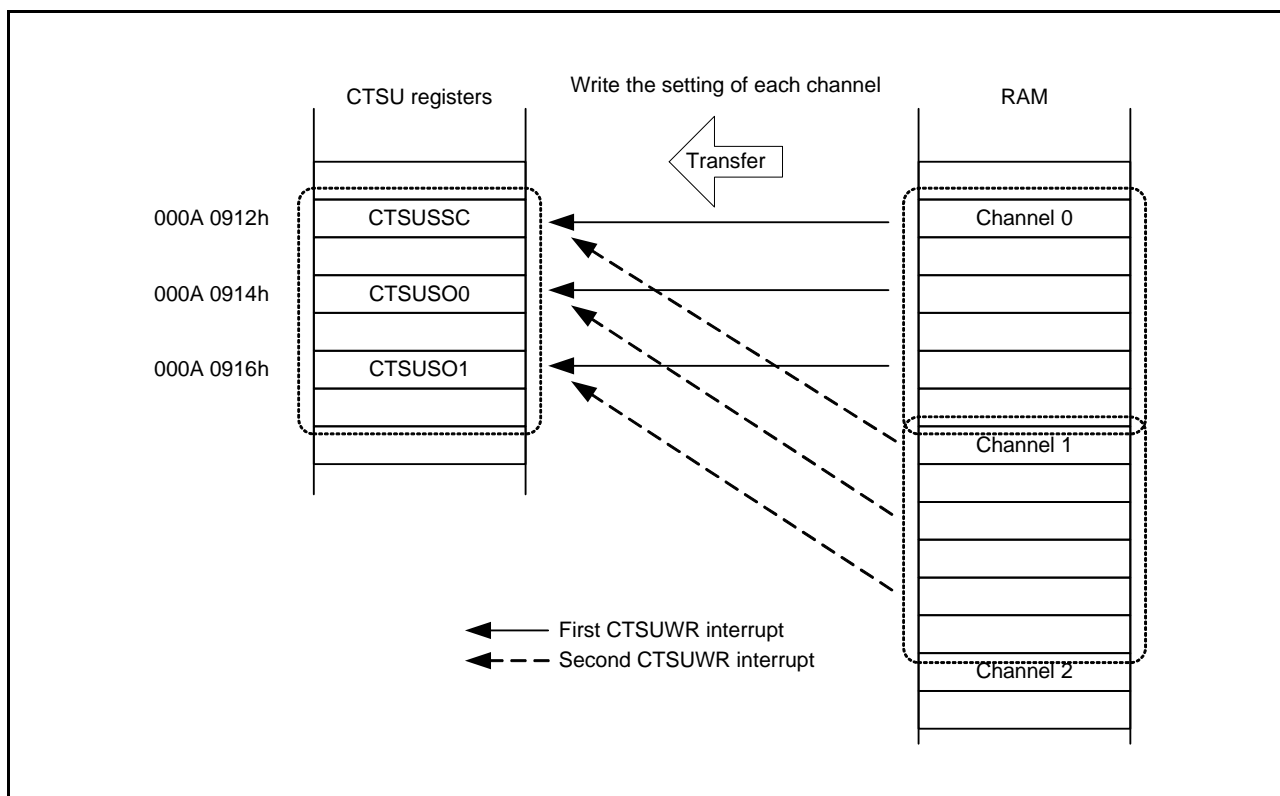 Write the setting of each channel
CTSU registers
RAM
Transfer
000A 0912h
CTSUSSC
Channel 0
000A 0914h
CTSUSO0
000A 0916h
CTSUSO1
Channel 1
First CTSUWR interrupt
Second CTSUWR interrupt
Channel 2